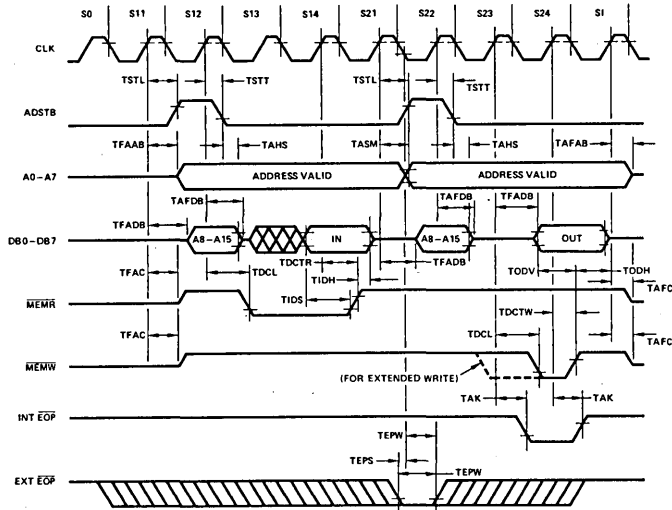 S0 S11 S12 S13 S14 S21 S22 S23 S24 SI
CLK
TSTL TSTT TSTL TSTT
ADSTB
TFAAB TAHS TASM TAHS TAFAB
A0–A7 ADDRESS VALID ADDRESS VALID
TAFDB TAFDB TFADB
TFADB
DB0–DB7 A8–A15 IN A8–A15 OUT
TFAC TDCL TDCTR TIDH TFADB TODV TODH
TIDS TAFC
MEMR
TDCTW
TFAC TDCL TAFC
MEMW
(FOR EXTENDED WRITE)
TAK TAK
INT EOP
TEPW
TEPS TEPW
EXT EOP